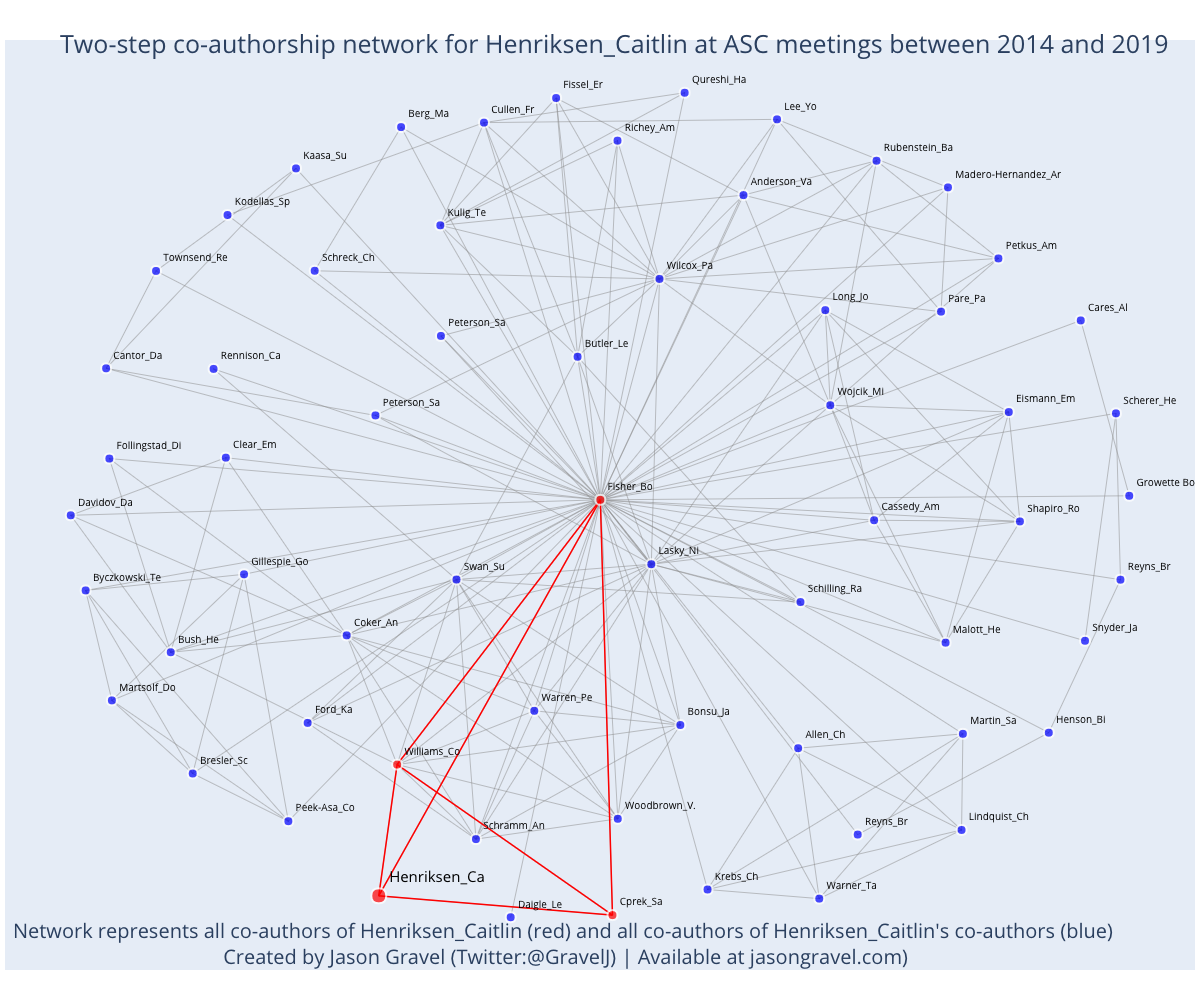 Two-step co-authorship network for Henriksen_Caitlin at ASC meetings between 2014 and 2019
Fissel_Er
Qureshi_Ha
Cullen_Fr
Lee_Yo
Berg_Ma
Richey_Am
Rubenstein_Ba
Kaasa_Su
Madero-Hernandez_Ar
Anderson_Va
Kodellas_Sp
Kulig_Te
Petkus_Am
Townsend_Re
Schreck_Ch
Wilcox_Pa
Long_Jo
Pare_Pa
Cares_Al
Peterson_Sa
Butler_Le
Cantor_Da
Rennison_Ca
Wojcik_Mi
Peterson_Sa
Eismann_Em
Scherer_He
Follingstad_Di
Clear_Em
Fisher_Bo
Growette Bo
Davidov_Da
Cassedy_Am
Shapiro_Ro
Lasky_Ni
Gillespie_Go
Swan_Su
Byczkowski_Te
Reyns_Br
Schilling_Ra
Coker_An
Bush_He
Malott_He
Snyder_Ja
Martsolf_Do
Warren_Pe
Ford_Ka
Bonsu_Ja
Martin_Sa
Henson_Bi
Allen_Ch
Williams_Co
Bresler_Sc
Peek-Asa_Co
Woodbrown_V.
Schramm_An
Reyns_Br
Lindquist_Ch
Henriksen_Ca
Krebs_Ch
Warner_Ta
Daigle_Le
Cprek_Sa
Network represents all co-authors of Henriksen_Caitlin (red) and all co-authors of Henriksen_Caitlin's co-authors (blue)
Created by Jason Gravel (Twitter:@GravelJ) | Available at jasongravel.com)